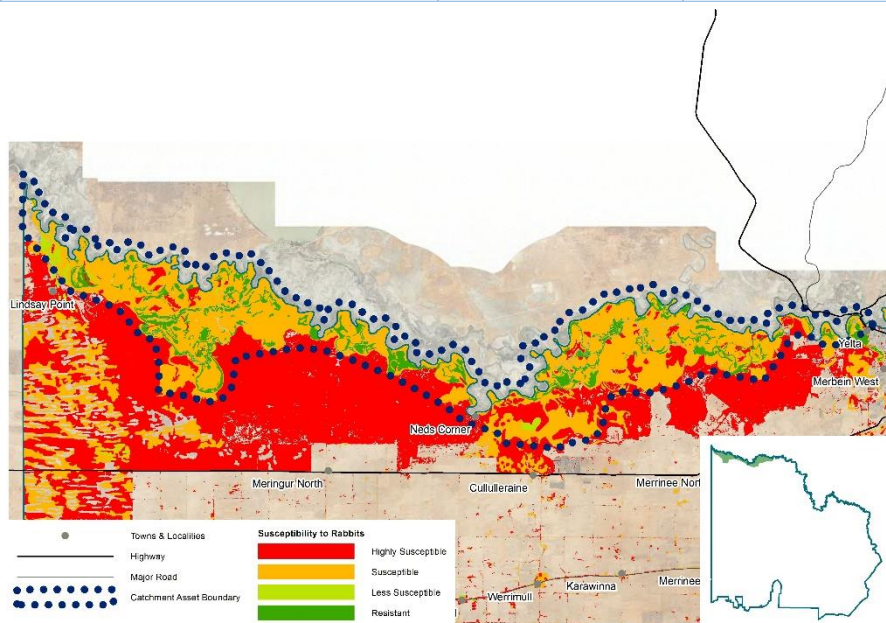 Lindsay Point
Yelta
Merbein West
Neds Corner
Meringur North
Cullulleraine
Merrinee Nor
Werrimull
Karawinna
Merrinee
Towns & Localities
Highway
Major Road
Catchment Asset Boundary
Susceptibility to Rabbits
Highly Susceptible
Susceptible
Less Susceptible
Resistant